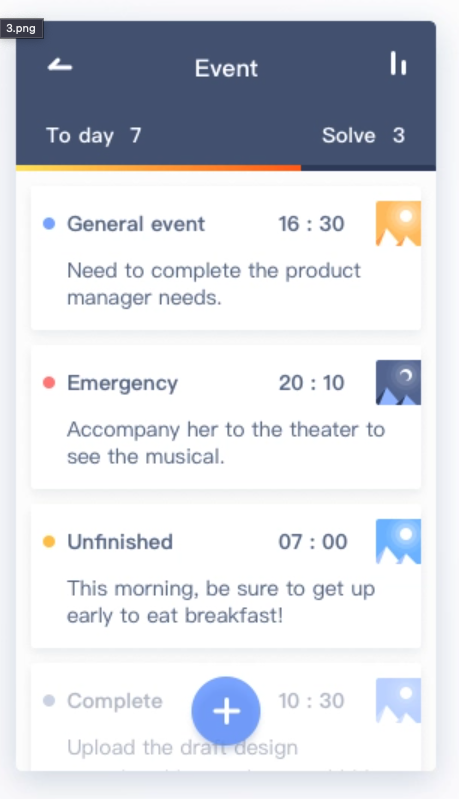 3.png
Event
To day 7
Solve 3
General event 16 : 30
Need to complete the product
manager needs.
Emergency 20 : 10
Accompany her to the theater to
see the musical.
Unfinished 07 : 00
This morning, be sure to get up
early to eat breakfast!
Complete 10 : 30
Upload the draft design